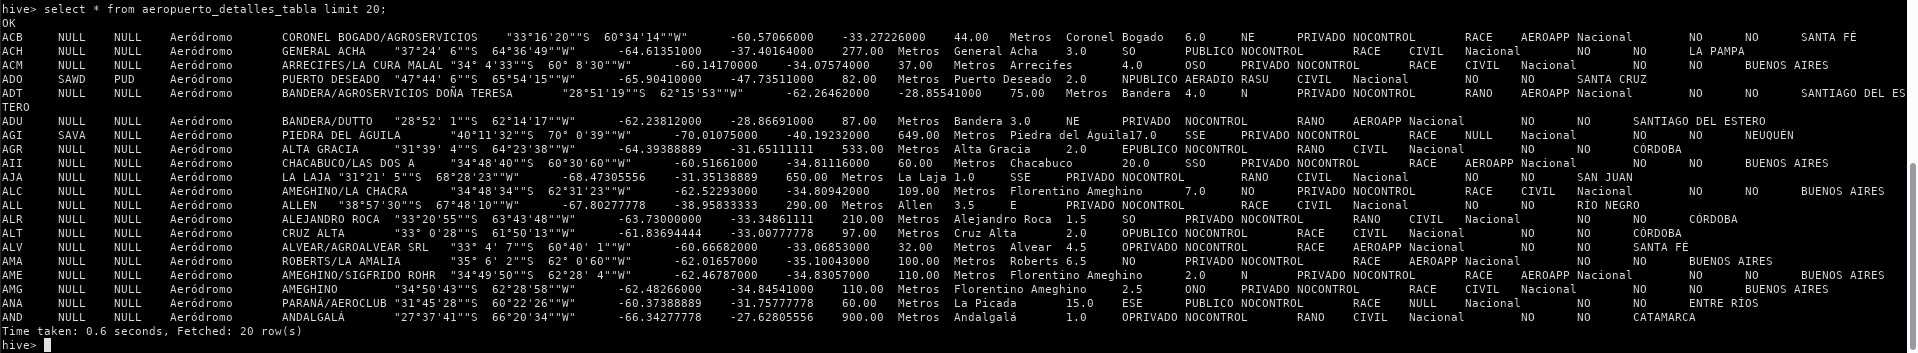 hive> select * from aeropuerto_detalles_tabla limit 20;
OK
ACB NULL NULL Aeródromo CORONEL BOGADO/AGROSERVICIOS "33°16'20""S 60°34'14""W" -60.57066000 -33.27226000 44.00 Metros Coronel Bogado 6.0 NE PRIVADO NOCONTROL RACE AEROAPP Nacional NO NO SANTA FÉ
ACH NULL NULL Aeródromo GENERAL ACHA "37°24' 6""S 64°36'49""W" -64.61351000 -37.40164000 277.00 Metros General Acha 3.0 SO PUBLICO NOCONTROL RACE CIVIL Nacional NO NO LA PAMPA
ACM NULL NULL Aeródromo ARRECIFES/LA CURA MALAL "34° 4'33""S 60° 8'30""W" -60.14170000 -34.07574000 37.00 Metros Arrecifes 4.0 OSO PRIVADO NOCONTROL RACE CIVIL Nacional NO NO BUENOS AIRES
ADO SAWD PUD Aeródromo PUERTO DESEADO "47°44' 6""S 65°54'15""W" -65.90410000 -47.73511000 82.00 Metros Puerto Deseado 2.0 NPUBLICO AERADIO RASU CIVIL Nacional NO NO SANTA CRUZ
ADT NULL NULL Aeródromo BANDERA/AGROSERVICIOS DOÑA TERESA "28°51'19""S 62°15'53""W" -62.26462000 -28.85541000 75.00 Metros Bandera 4.0 N PRIVADO NOCONTROL RANO AEROAPP Nacional NO NO SANTIAGO DEL ES
TERO
ADU NULL NULL Aeródromo BANDERA/DUTTO "28°52' 1""S 62°14'17""W" -62.23812000 -28.86691000 87.00 Metros Bandera 3.0 NE PRIVADO NOCONTROL RANO AEROAPP Nacional NO NO SANTIAGO DEL ESTERO
AGI SAVA NULL Aeródromo PIEDRA DEL ÁGUILA "40°11'32""S 70° 0'39""W" -70.01075000 -40.19232000 649.00 Metros Piedra del Águila17.0 SSE PRIVADO NOCONTROL RACE NULL Nacional NO NO NEUQUÉN
AGR NULL NULL Aeródromo ALTA GRACIA "31°39' 4""S 64°23'38""W" -64.39388889 -31.65111111 533.00 Metros Alta Gracia 2.0 EPUBLICO NOCONTROL RANO CIVIL Nacional NO NO CÓRDOBA
AII NULL NULL Aeródromo CHACABUCO/LAS DOS A "34°48'40""S 60°30'60""W" -60.51661000 -34.81116000 60.00 Metros Chacabuco 20.0 SSO PRIVADO NOCONTROL RACE AEROAPP Nacional NO NO BUENOS AIRES
AJA NULL NULL Aeródromo LA LAJA "31°21' 5""S 68°28'23""W" -68.47305556 -31.35138889 650.00 Metros La Laja 1.0 SSE PRIVADO NOCONTROL RANO CIVIL Nacional NO NO SAN JUAN
ALC NULL NULL Aeródromo AMEGHINO/LA CHACRA "34°48'34""S 62°31'23""W" -62.52293000 -34.80942000 109.00 Metros Florentino Ameghino 7.0 NO PRIVADO NOCONTROL RACE CIVIL Nacional NO NO BUENOS AIRES
ALL NULL NULL Aeródromo ALLEN "38°57'30""S 67°48'10""W" -67.80277778 -38.95833333 290.00 Metros Allen 3.5 E PRIVADO NOCONTROL RACE CIVIL Nacional NO NO RÍO NEGRO
ALR NULL NULL Aeródromo ALEJANDRO ROCA "33°20'55""S 63°43'48""W" -63.73000000 -33.34861111 210.00 Metros Alejandro Roca 1.5 SO PRIVADO NOCONTROL RANO CIVIL Nacional NO NO CÓRDOBA
ALT NULL NULL Aeródromo CRUZ ALTA "33° 0'28""S 61°50'13""W" -61.83694444 -33.00777778 97.00 Metros Cruz Alta 2.0 OPUBLICO NOCONTROL RACE CIVIL Nacional NO NO CÓRDOBA
ALV NULL NULL Aeródromo ALVEAR/AGROALVEAR SRL "33° 4' 7""S 60°40' 1""W" -60.66682000 -33.06853000 32.00 Metros Alvear 4.5 OPRIVADO NOCONTROL RACE AEROAPP Nacional NO NO SANTA FÉ
AMA NULL NULL Aeródromo ROBERTS/LA AMALIA "35° 6' 2""S 62° 0'60""W" -62.01657000 -35.10043000 100.00 Metros Roberts 6.5 NO PRIVADO NOCONTROL RACE AEROAPP Nacional NO NO BUENOS AIRES
AME NULL NULL Aeródromo AMEGHINO/SIGFRIDO ROHR "34°49'50""S 62°28' 4""W" -62.46787000 -34.83057000 110.00 Metros Florentino Ameghino 2.0 N PRIVADO NOCONTROL RACE AEROAPP Nacional NO NO BUENOS AIRES
AMG NULL NULL Aeródromo AMEGHINO "34°50'43""S 62°28'58""W" -62.48266000 -34.84541000 110.00 Metros Florentino Ameghino 2.5 ONO PRIVADO NOCONTROL RACE AEROAPP Nacional NO NO BUENOS AIRES
ANA NULL NULL Aeródromo PARANÁ/AEROCLUB "31°45'28""S 60°22'26""W" -60.37388889 -31.75777778 60.00 Metros La Picada 15.0 ESE PUBLICO NOCONTROL RACE NULL Nacional NO NO ENTRE RÍOS
AND NULL NULL Aeródromo ANDALGALÁ "27°37'41""S 66°20'34""W" -66.34277778 -27.62805556 900.00 Metros Andalgalá 1.0 OPRIVADO NOCONTROL RANO CIVIL Nacional NO NO CATAMARCA
Time taken: 0.6 seconds, Fetched: 20 row(s)
hive>